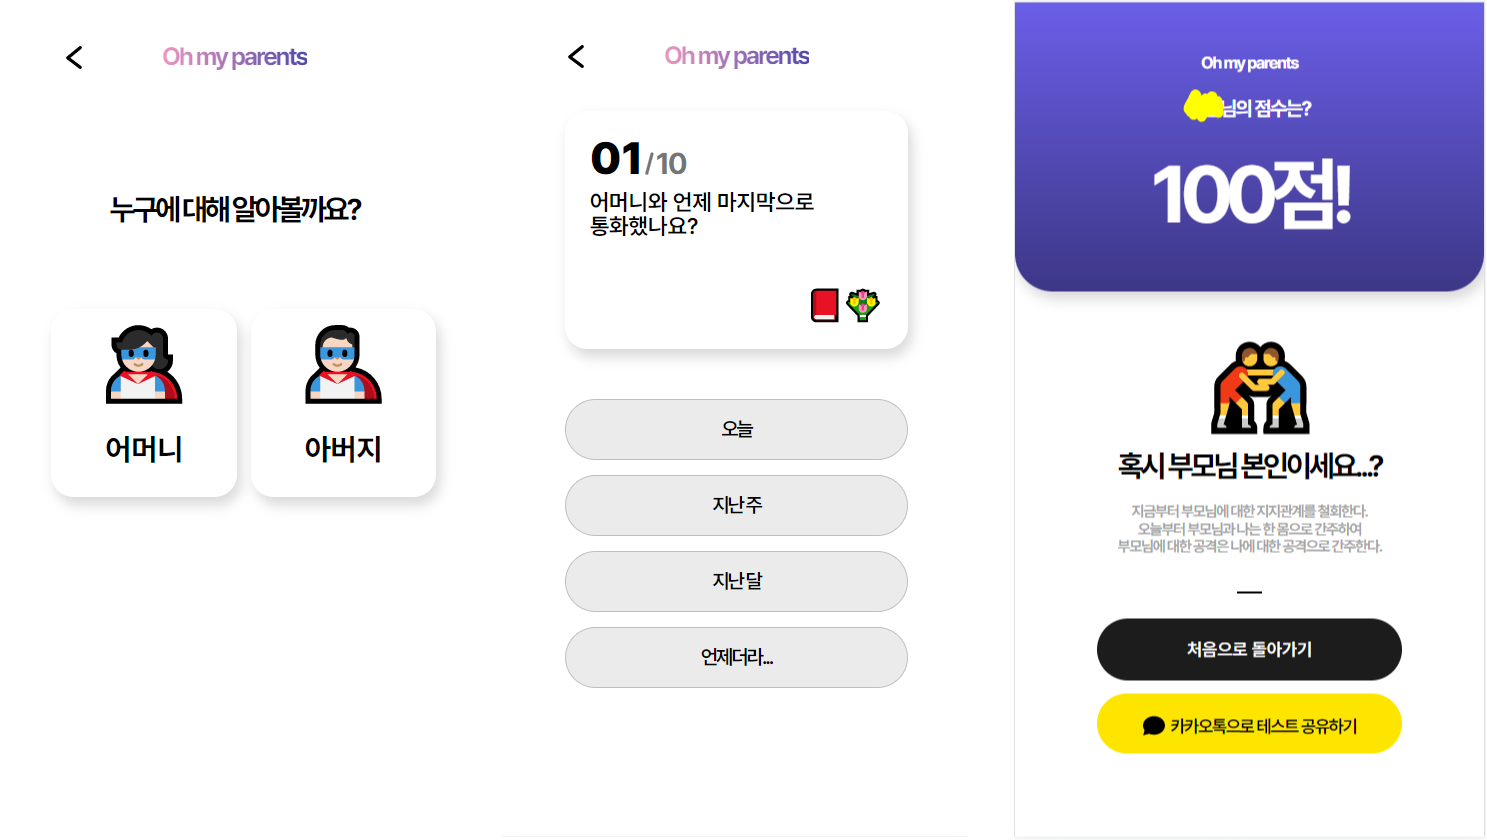 Oh my parents
누구에 대해 알아볼까요?
어머니
아버지
Oh my parents
01/10
어머니와 언제 마지막으로
통화했나요?
오늘
지난 주
지난 달
언제더라...
Oh my parents
님의 점수는?
100점!
혹시 부모님 본인이세요...?
지금부터 부모님에 대한 지지관계를 철회한다.
오늘부터 부모님과 나는 한 몸으로 간주하여
부모님에 대한 공격은 나에 대한 공격으로 간주한다.
처음으로 돌아가기
카카오톡으로 테스트 공유하기